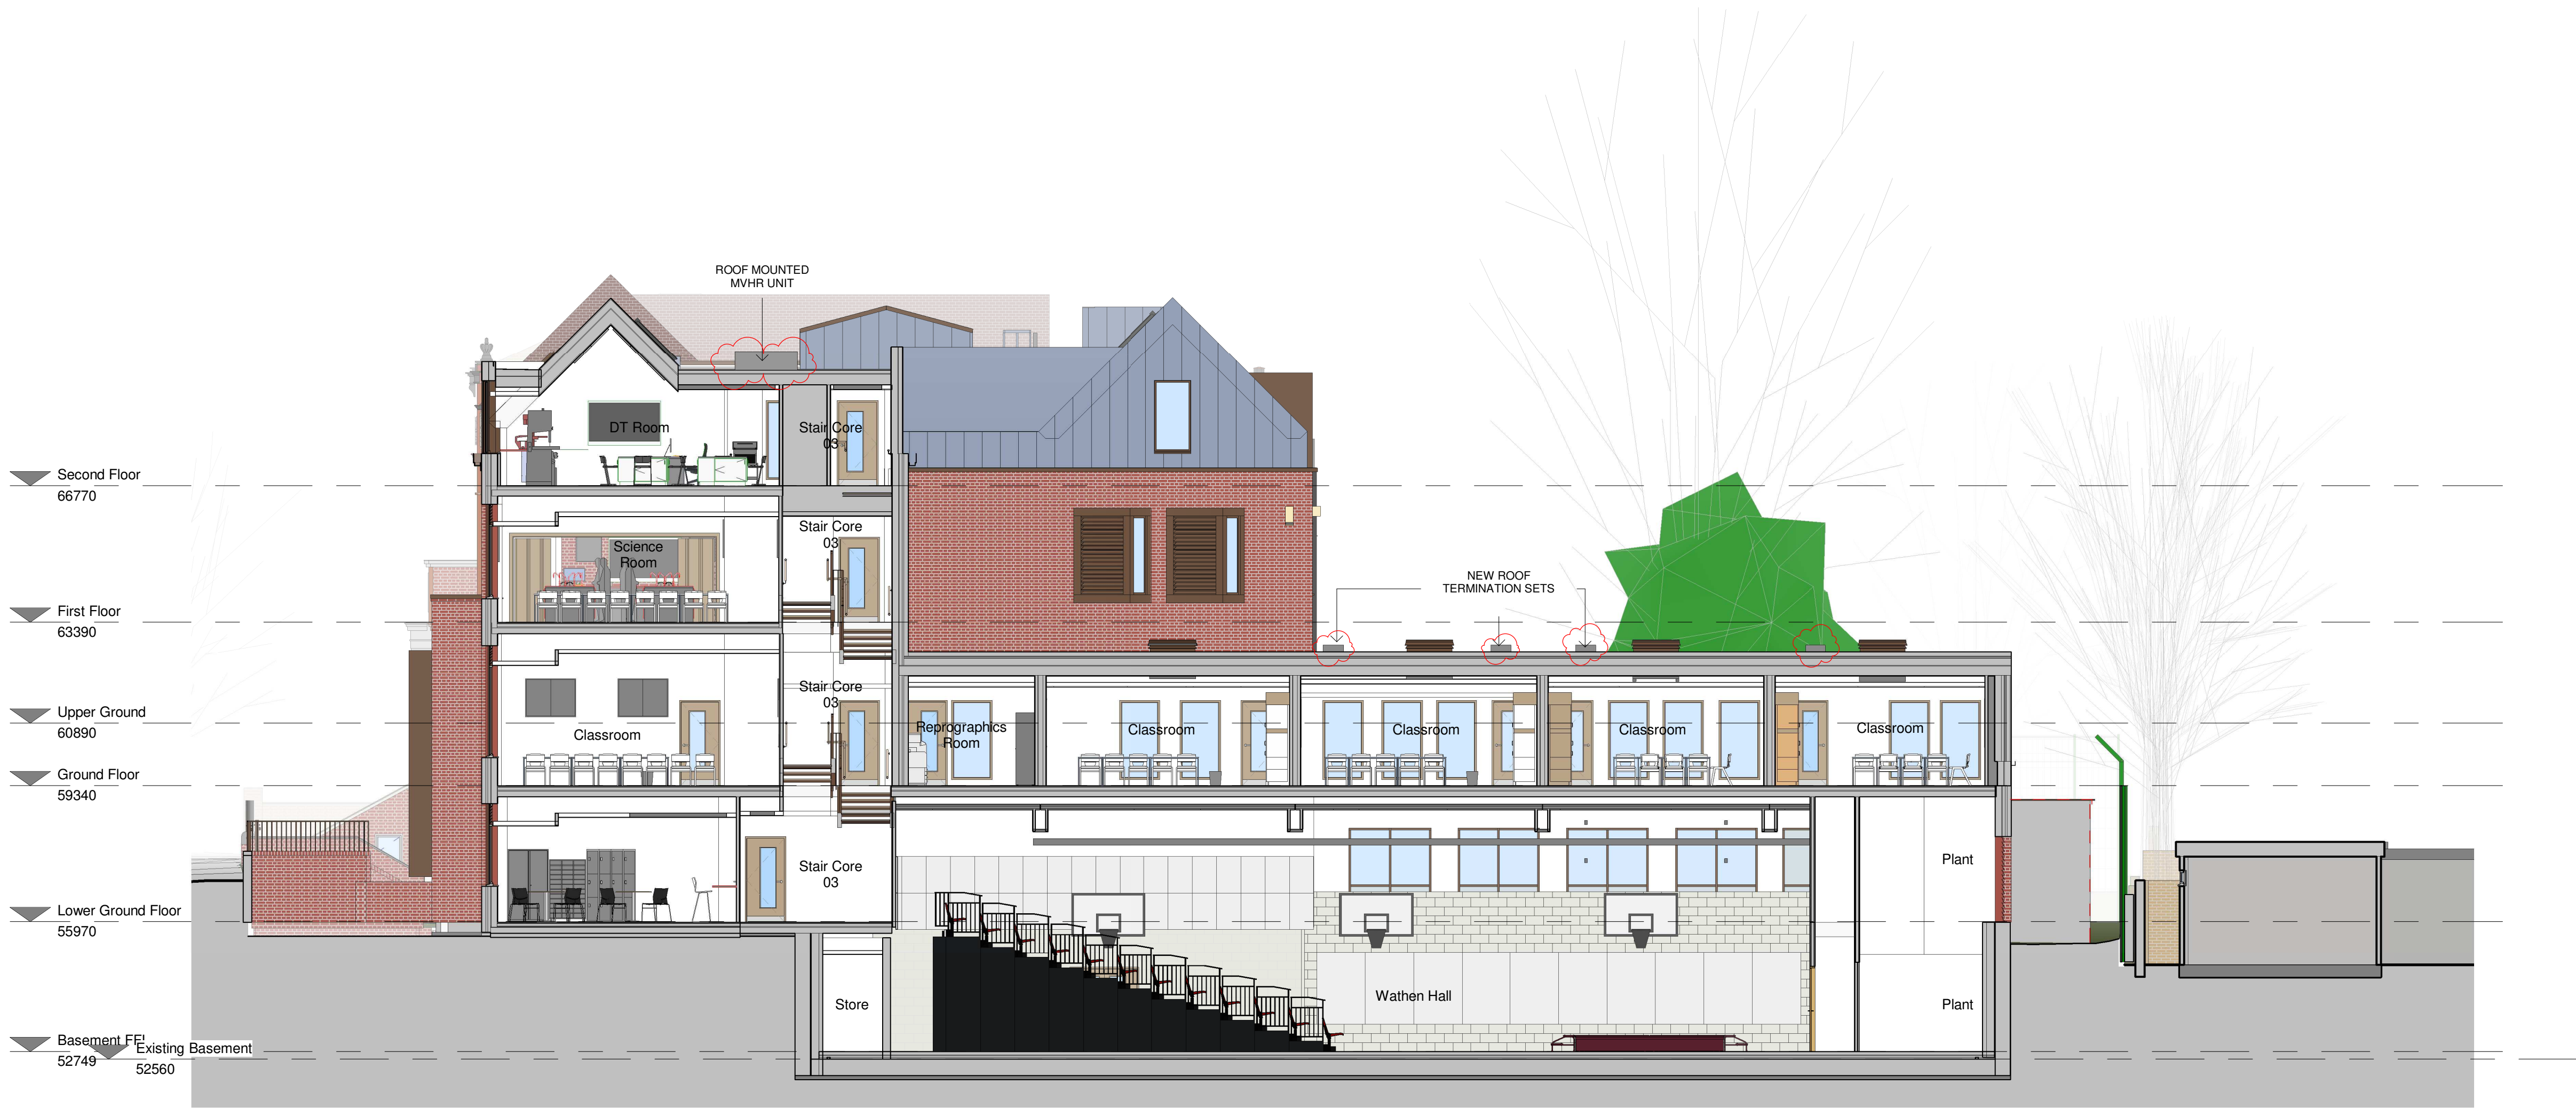 ROOF MOUNTED
MVHR UNIT
DT Room
Stair Core
03
Second Floor
66770
Science
Room
Stair Core
03
NEW ROOF
TERMINATION SETS
First Floor
63390
Stair Core
03
Upper Ground
60890
Classroom
Reprographics
Room
Classroom
Classroom
Classroom
Classroom
Ground Floor
59340
Stair Core
03
Plant
Lower Ground Floor
55970
Store
Wathen Hall
Plant
Basement FFL
52749
Existing Basement
52560